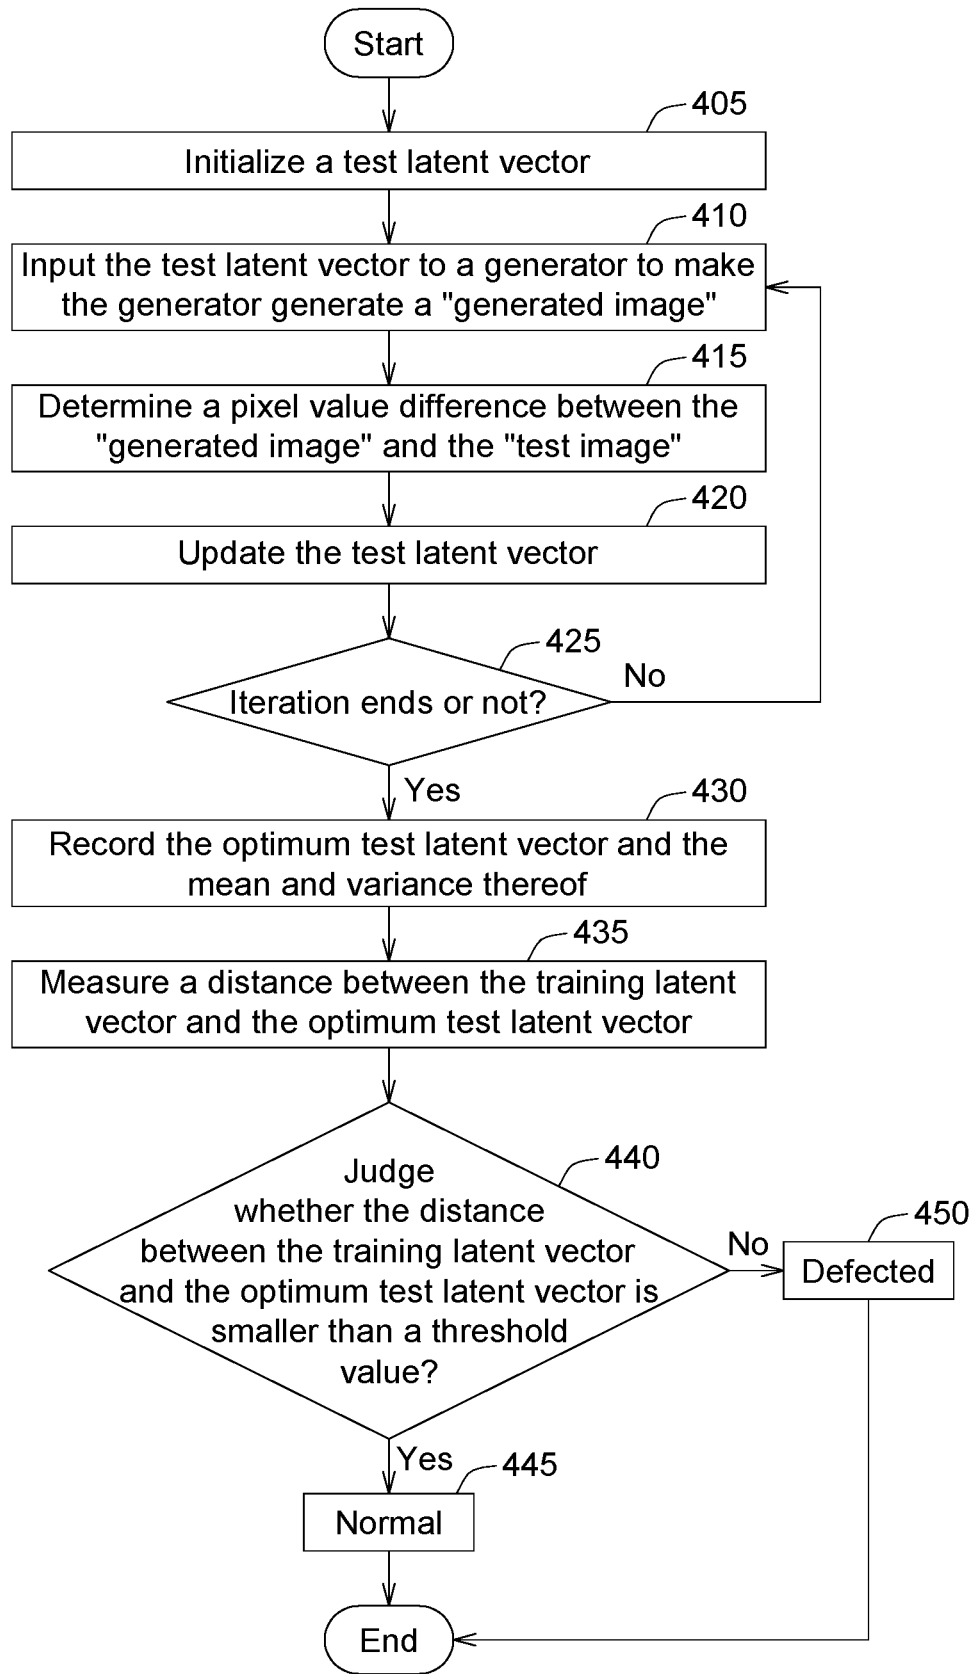 Start
405
Initialize a test latent vector
410
Input the test latent vector to a generator to make
the generator generate a "generated image"
415
Determine a pixel value difference between the
"generated image" and the "test image"
420
Update the test latent vector
425
Iteration ends or not?
No
Yes
430
Record the optimum test latent vector and the
mean and variance thereof
435
Measure a distance between the training latent
vector and the optimum test latent vector
440
Judge
whether the distance
between the training latent vector
and the optimum test latent vector is
smaller than a threshold
value?
No
450
Defected
Yes
445
Normal
End